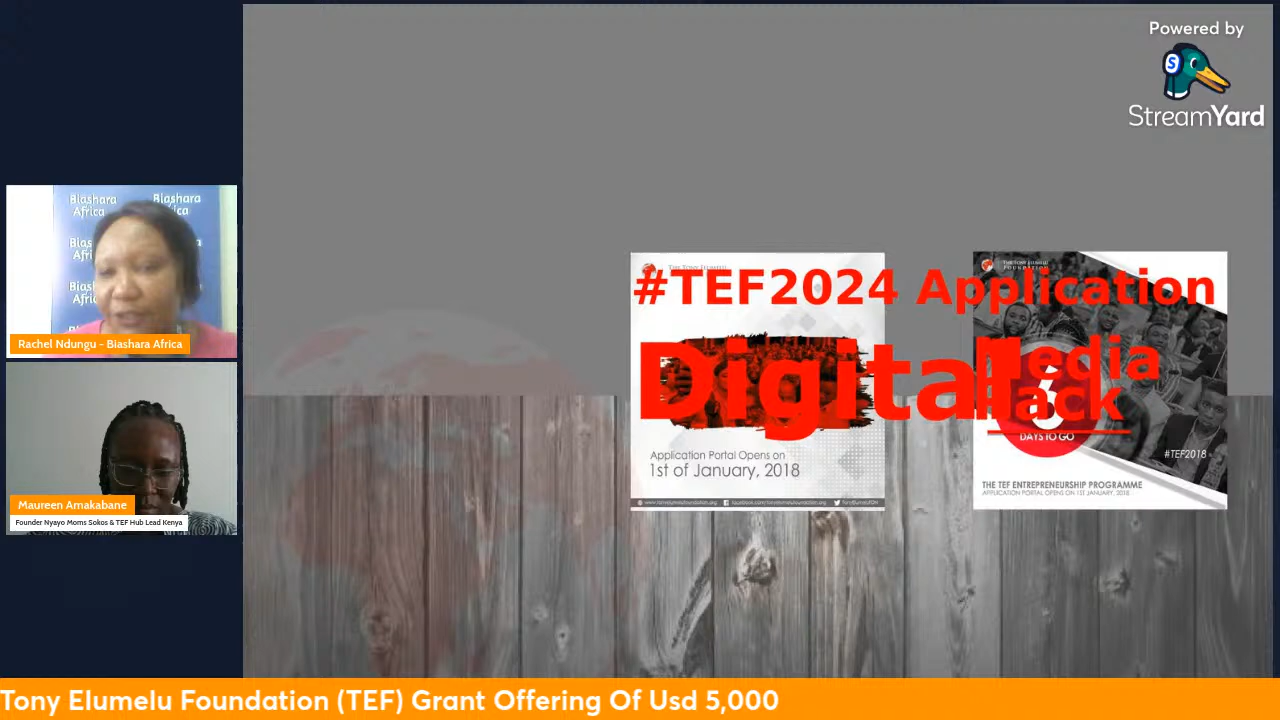 Powered by
StreamYard
Biashara Africa
Biashara Africa
Rachel Ndungu - Biashara Africa
Maureen Amakabane
Founder Nyayo Moms Sokos & TEF Hub Lead Kenya
#TEF2024 Application
Digital
Media
Pack
Application Portal Opens on
1st of January, 2018
6
DAYS TO GO
#TEF2018
THE TEF ENTREPRENEURSHIP PROGRAMME
APPLICATION PORTAL OPENS ON 1ST JANUARY, 2018
Tony Elumelu Foundation (TEF) Grant Offering Of Usd 5,000